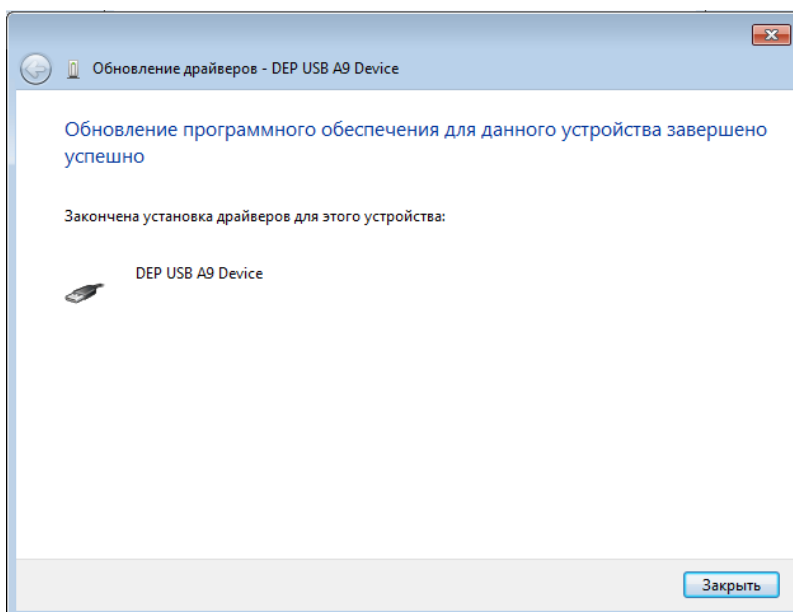 Обновление драйверов - DEP USB A9 Device
Обновление программного обеспечения для данного устройства завершено
успешно
Закончена установка драйверов для этого устройства:
DEP USB A9 Device
Закрыть